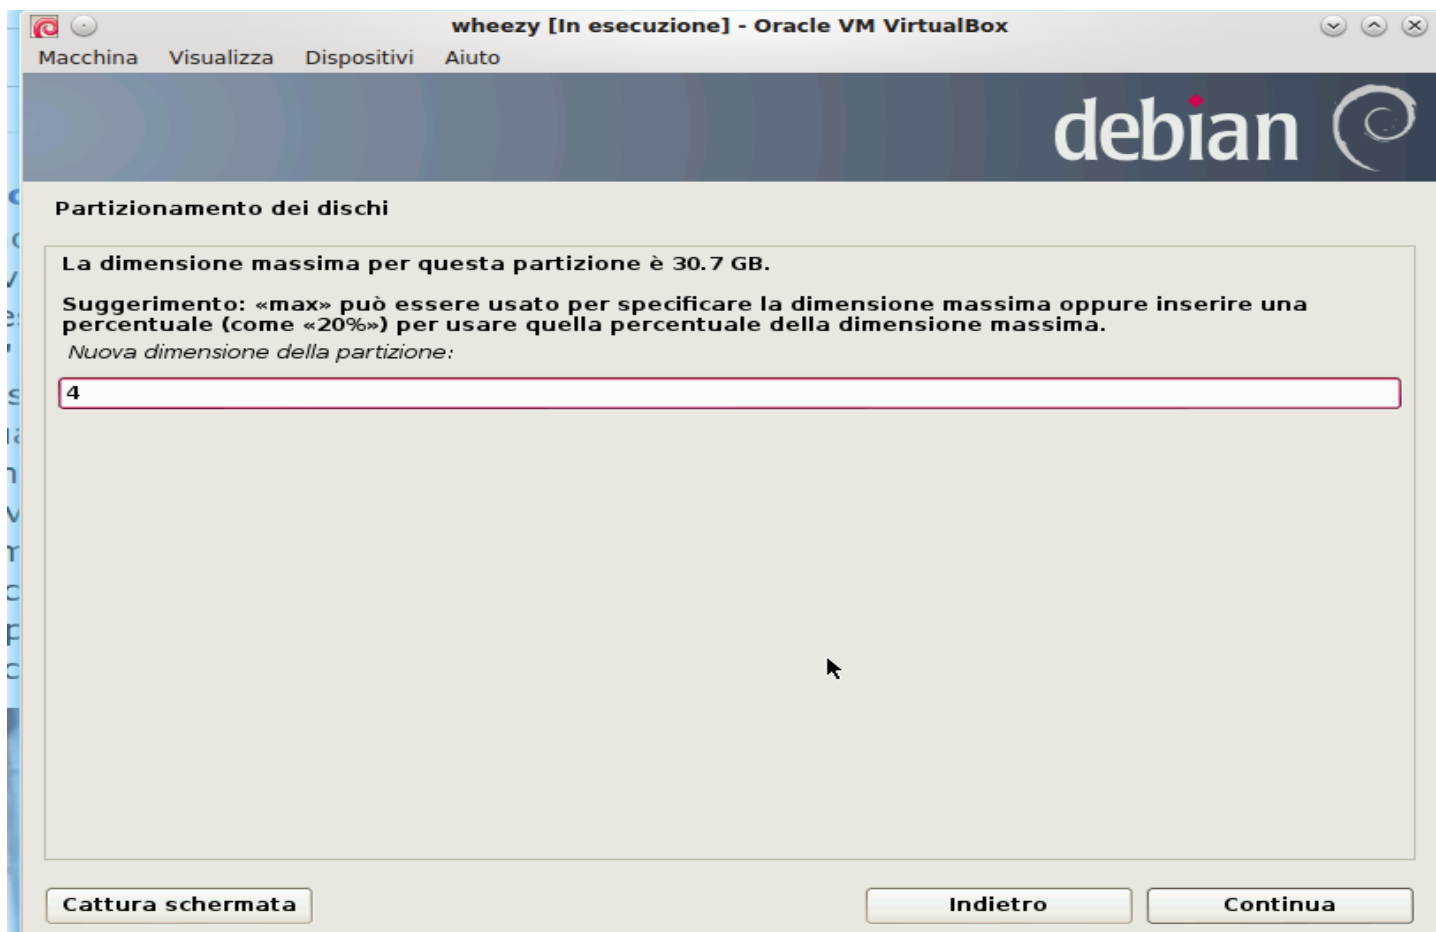 wheezy [In esecuzione] - Oracle VM VirtualBox
Macchina Visualizza Dispositivi Aiuto
debian
Partizionamento dei dischi
La dimensione massima per questa partizione è 30.7 GB.
Suggerimento: «max» può essere usato per specificare la dimensione massima oppure inserire una
percentuale (come «20%») per usare quella percentuale della dimensione massima.
Nuova dimensione della partizione:
4
Cattura schermata Indietro Continua